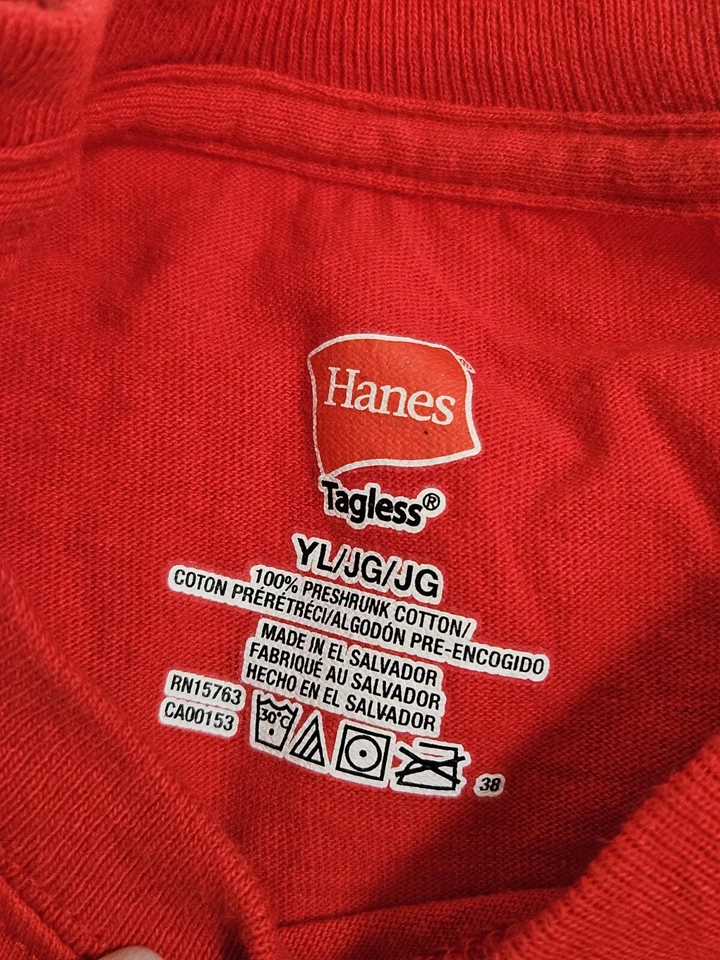 Hanes®
Tagless®
YL/JG/JG
100% PRESHRUNK COTTON/
COTON PRÉRÉTRÉCI/ALGODÓN PRE-ENCOGIDO
MADE IN EL SALVADOR
FABRIQUÉ AU SALVADOR
HECHO EN EL SALVADOR
RN15763
CA00153
30°C
38